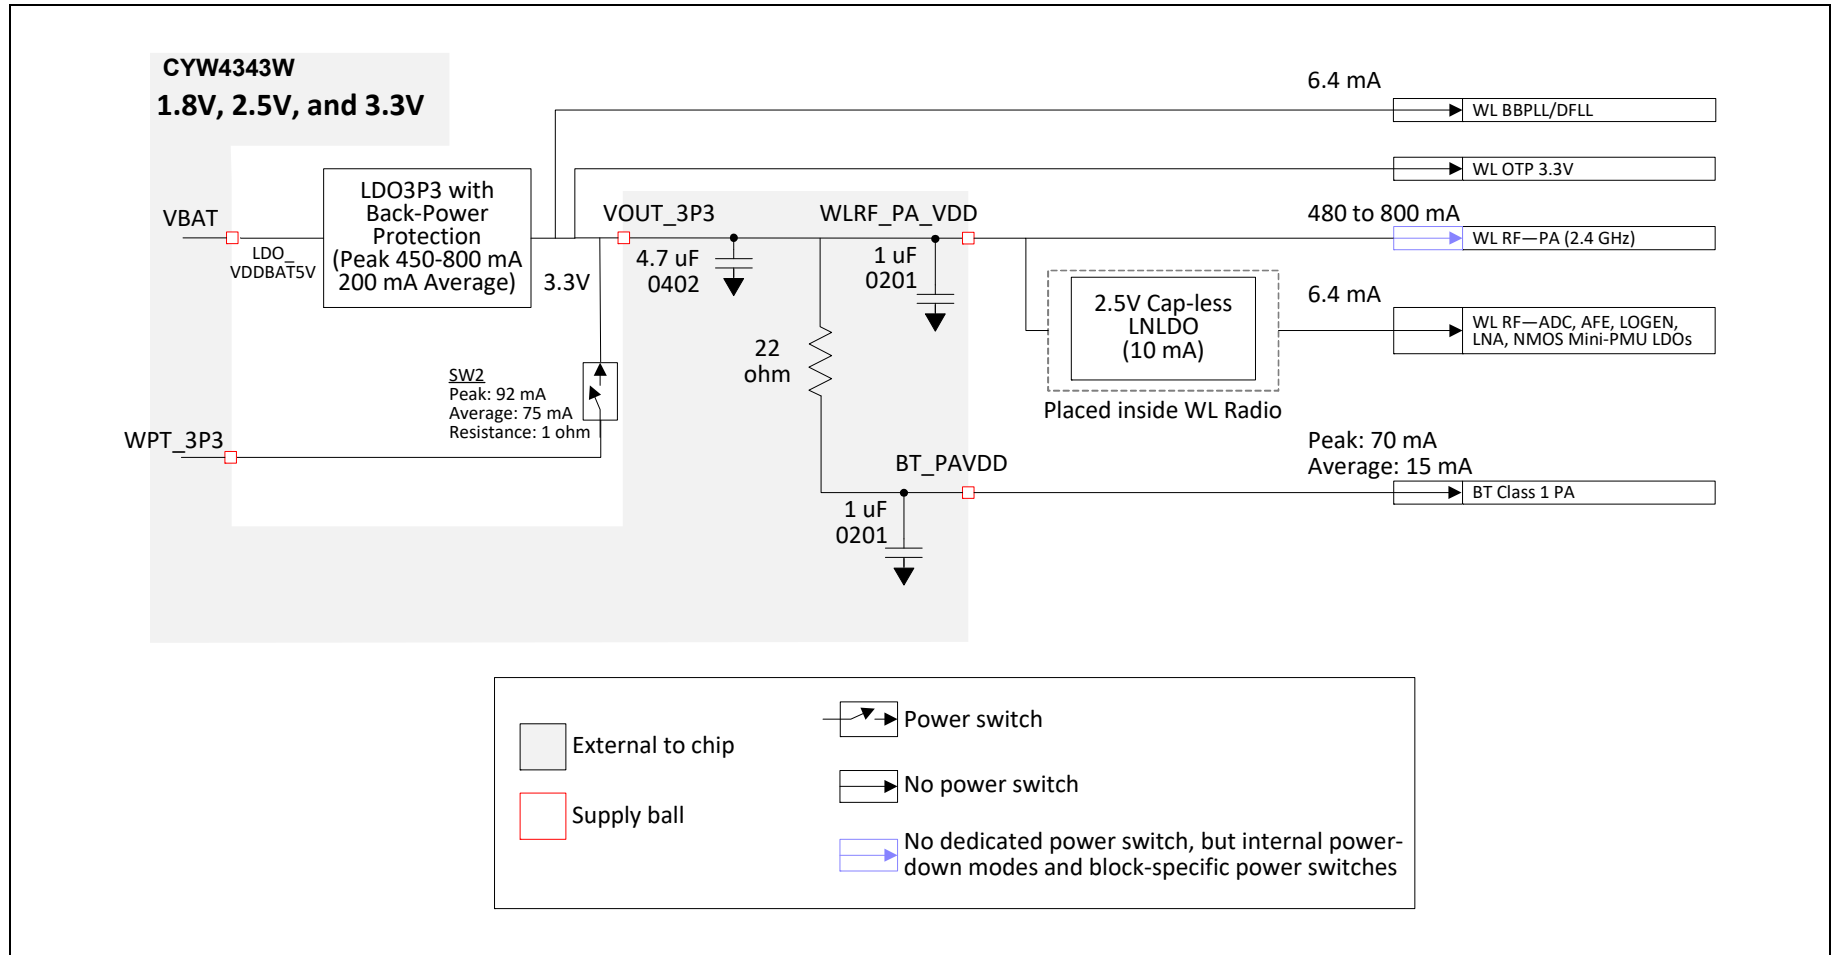 CYW4343W
1.8V, 2.5V, and 3.3V
6.4 mA
WL BBPLL/DFLL
WL OTP 3.3V
VBAT
LDO_
VDDBAT5V
LDO3P3 with
Back-Power
Protection
(Peak 450-800 mA
200 mA Average)
3.3V
VOUT_3P3
4.7 uF
0402
WLRF_PA_VDD
1 uF
0201
480 to 800 mA
WL RF—PA (2.4 GHz)
2.5V Cap-less
LNLDO
(10 mA)
Placed inside WL Radio
6.4 mA
WL RF—ADC, AFE, LOGEN,
LNA, NMOS Mini-PMU LDOs
22
ohm
SW2
Peak: 92 mA
Average: 75 mA
Resistance: 1 ohm
WPT_3P3
BT_PAVDD
1 uF
0201
Peak: 70 mA
Average: 15 mA
BT Class 1 PA
External to chip
Supply ball
Power switch
No power switch
No dedicated power switch, but internal power-
down modes and block-specific power switches